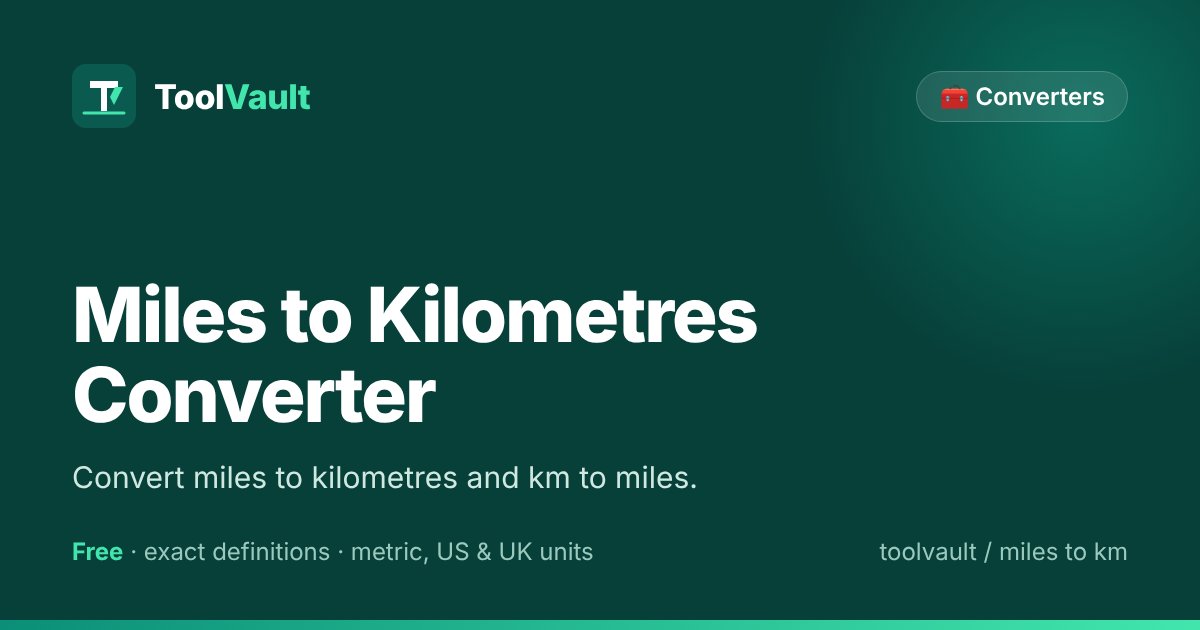 ToolVault
🧰 Converters
Miles to Kilometres
Converter
Convert miles to kilometres and km to miles.
Free · exact definitions · metric, US & UK units
toolvault / miles to km